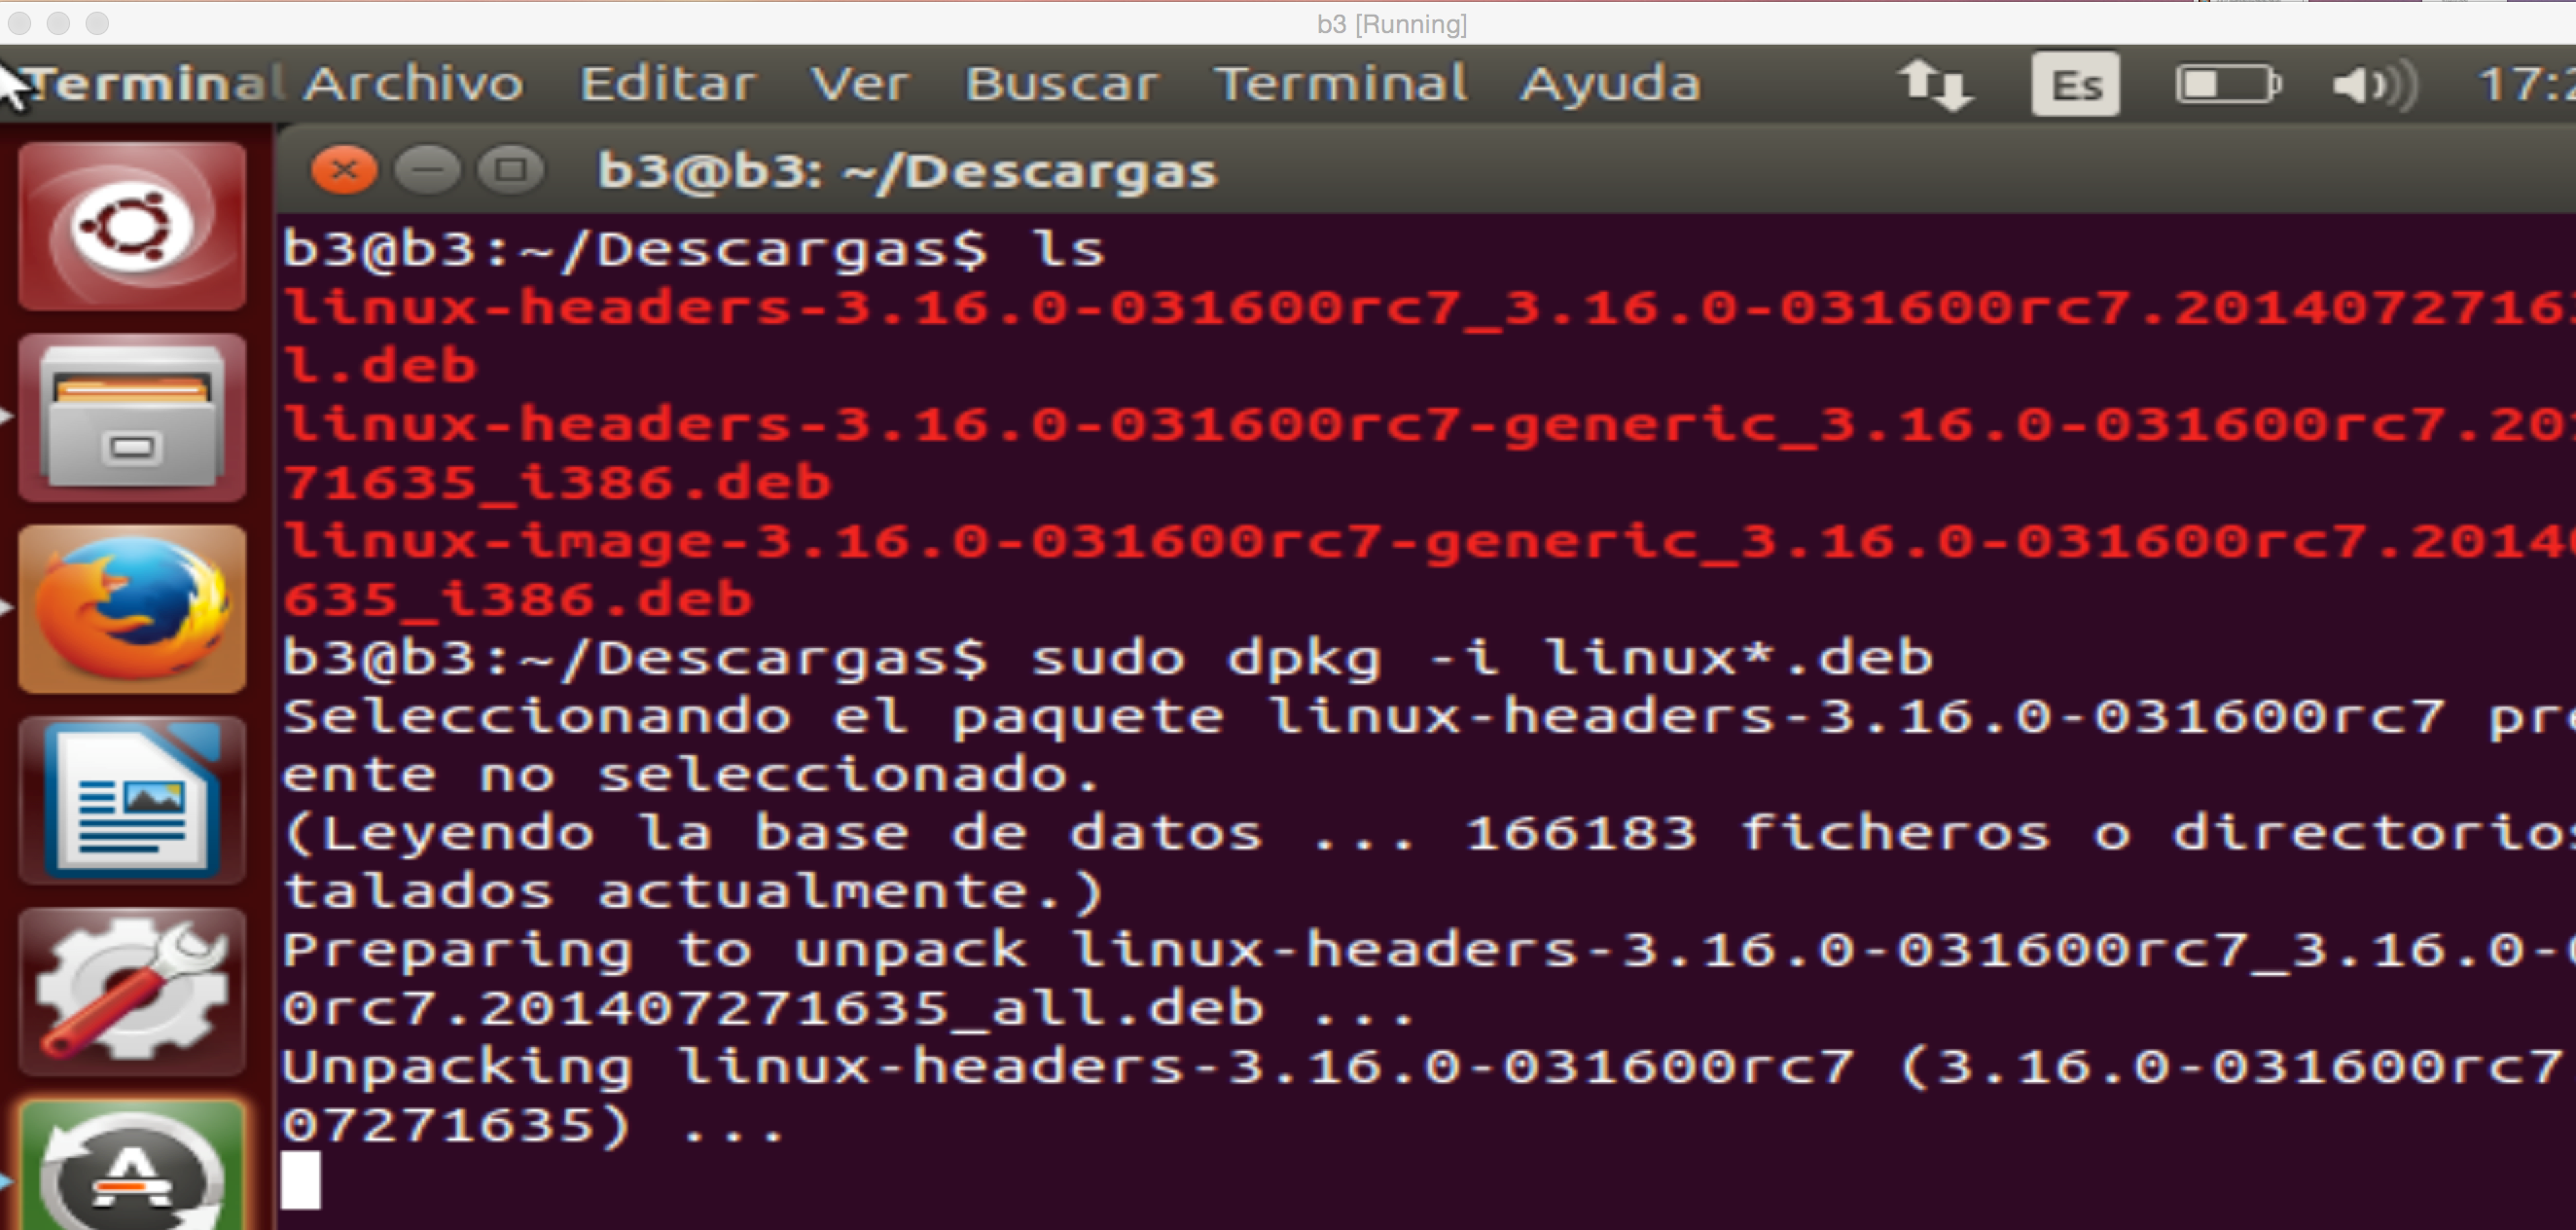 b3 [Running]
Terminal Archivo Editar Ver Buscar Terminal Ayuda Es
b3@b3: ~/Descargas
b3@b3:~/Descargas$ ls
linux-headers-3.16.0-031600rc7_3.16.0-031600rc7.20140727163
l.deb
linux-headers-3.16.0-031600rc7-generic_3.16.0-031600rc7.201
71635_i386.deb
linux-image-3.16.0-031600rc7-generic_3.16.0-031600rc7.20140
635_i386.deb
b3@b3:~/Descargas$ sudo dpkg -i linux*.deb
Seleccionando el paquete linux-headers-3.16.0-031600rc7 pre
ente no seleccionado.
(Leyendo la base de datos ... 166183 ficheros o directorios
talados actualmente.)
Preparing to unpack linux-headers-3.16.0-031600rc7_3.16.0-0
0rc7.201407271635_all.deb ...
Unpacking linux-headers-3.16.0-031600rc7 (3.16.0-031600rc7
07271635) ...